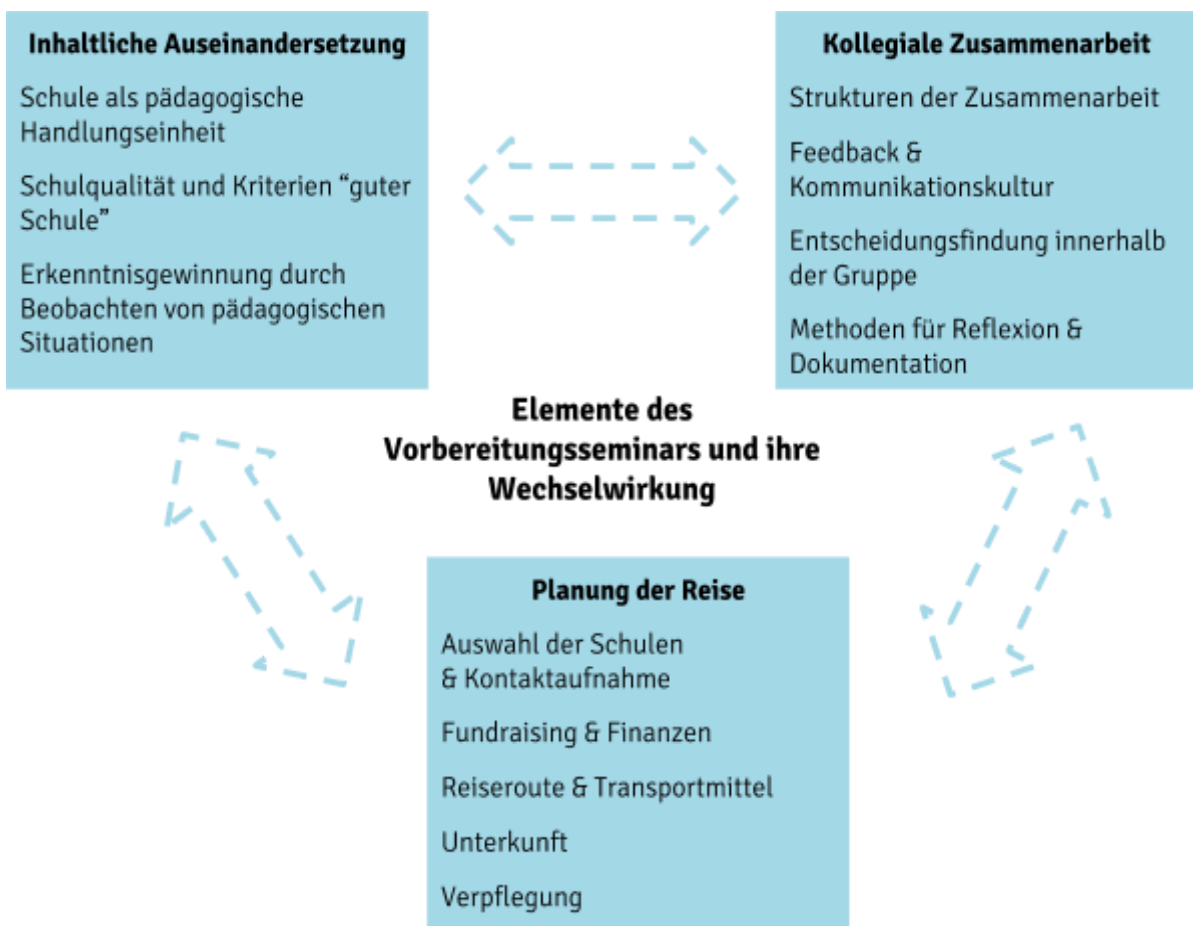 Inhaltliche Auseinandersetzung
Schule als pädagogische
Handlungseinheit
Schulqualität und Kriterien “guter
Schule”
Erkenntnisgewinnung durch
Beobachten von pädagogischen
Situationen
Kollegiale Zusammenarbeit
Strukturen der Zusammenarbeit
Feedback &
Kommunikationskultur
Entscheidungsfindung innerhalb
der Gruppe
Methoden für Reflexion &
Dokumentation
Elemente des
Vorbereitungsseminars und ihre
Wechselwirkung
Planung der Reise
Auswahl der Schulen
& Kontaktaufnahme
Fundraising & Finanzen
Reiseroute & Transportmittel
Unterkunft
Verpflegung